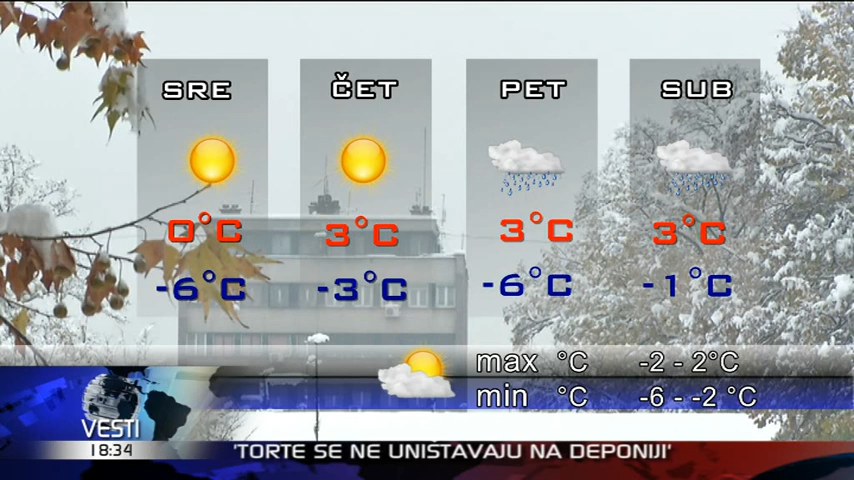 SRE ČET PET SUB
0°C 3°C 3°C 3°C
-6°C -3°C -6°C -1°C
max °C -2 - 2°C
min °C -6 - -2 °C
VESTI
18:34
'TORTE SE NE UNIŠTAVAJU NA DEPONIJI'